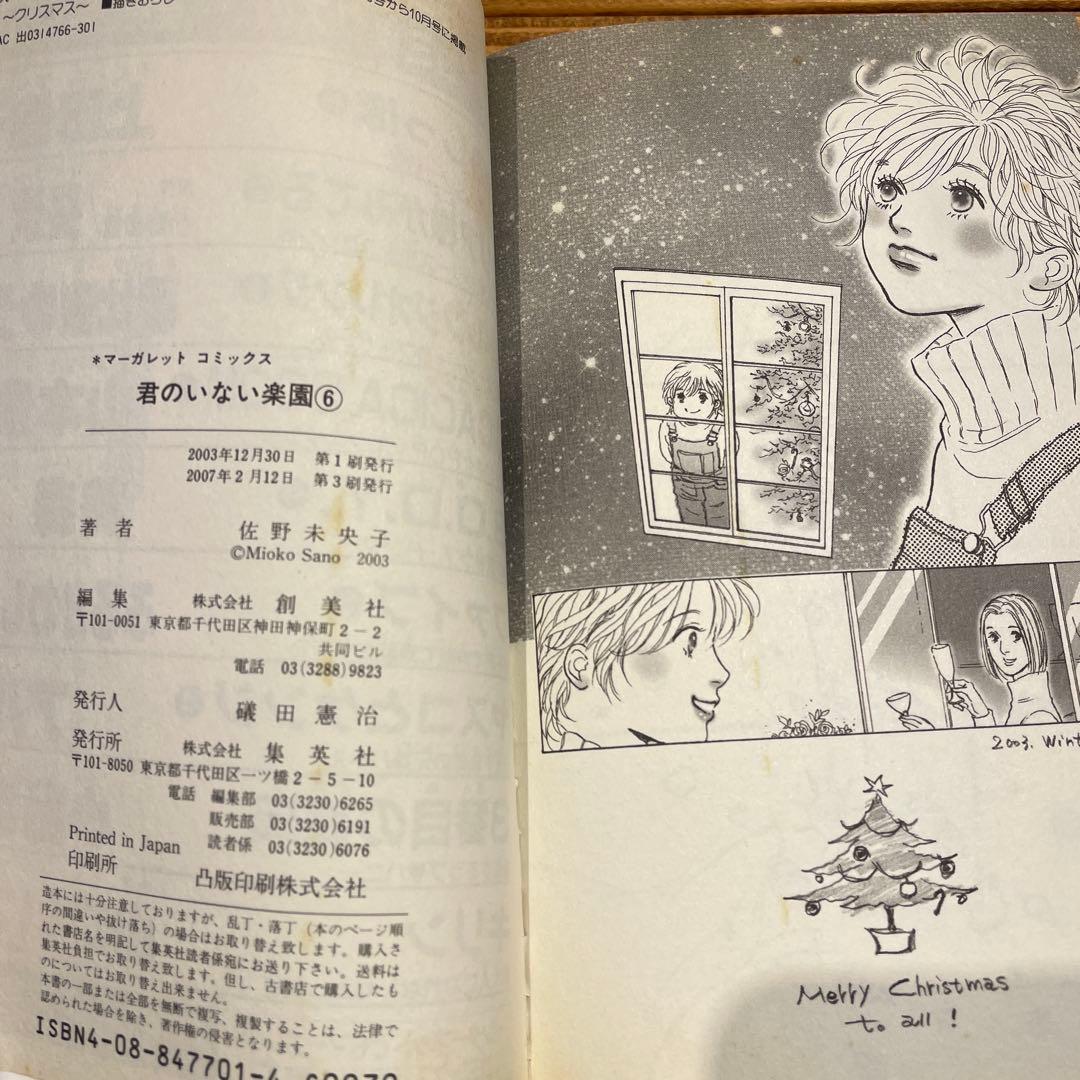 ～クリスマス～ ■描きおろし
号から10月号に掲載
AC 出0314766-301
＊マーガレット コミックス
君のいない楽園⑥
2003年12月30日 第1刷発行
2007年2月12日 第3刷発行
著者 佐野未央子
©Mioko Sano 2003
編集 株式会社 創美社
〒101-0051 東京都千代田区神田神保町2－2
共同ビル
電話 03(3288)9823
発行人 礒田憲治
発行所 株式会社 集英社
〒101-8050 東京都千代田区一ツ橋2－5－10
電話 編集部 03(3230)6265
販売部 03(3230)6191
読者係 03(3230)6076
Printed in Japan
印刷所 凸版印刷株式会社
造本には十分注意しておりますが、乱丁・落丁（本のページ順
序の間違いや抜け落ち）の場合はお取り替え致します。購入さ
れた書店名を明記して集英社読者係宛にお送り下さい。送料は
集英社負担でお取り替え致します。但し、古書店で購入したも
のについてはお取り替え出来ません。
本書の一部または全部を無断で複写、複製することは、法律で
認められた場合を除き、著作権の侵害となります。
ISBN4-08-847701-4
2003. Wint
Merry Christmas
to all !